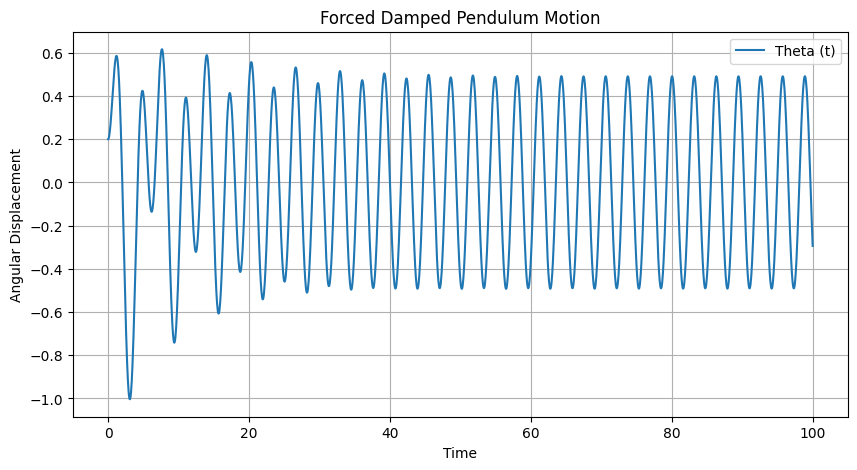 Forced Damped Pendulum Motion
Theta (t)
Angular Displacement
0.6
0.4
0.2
0.0
−0.2
−0.4
−0.6
−0.8
−1.0
0 20 40 60 80 100
Time